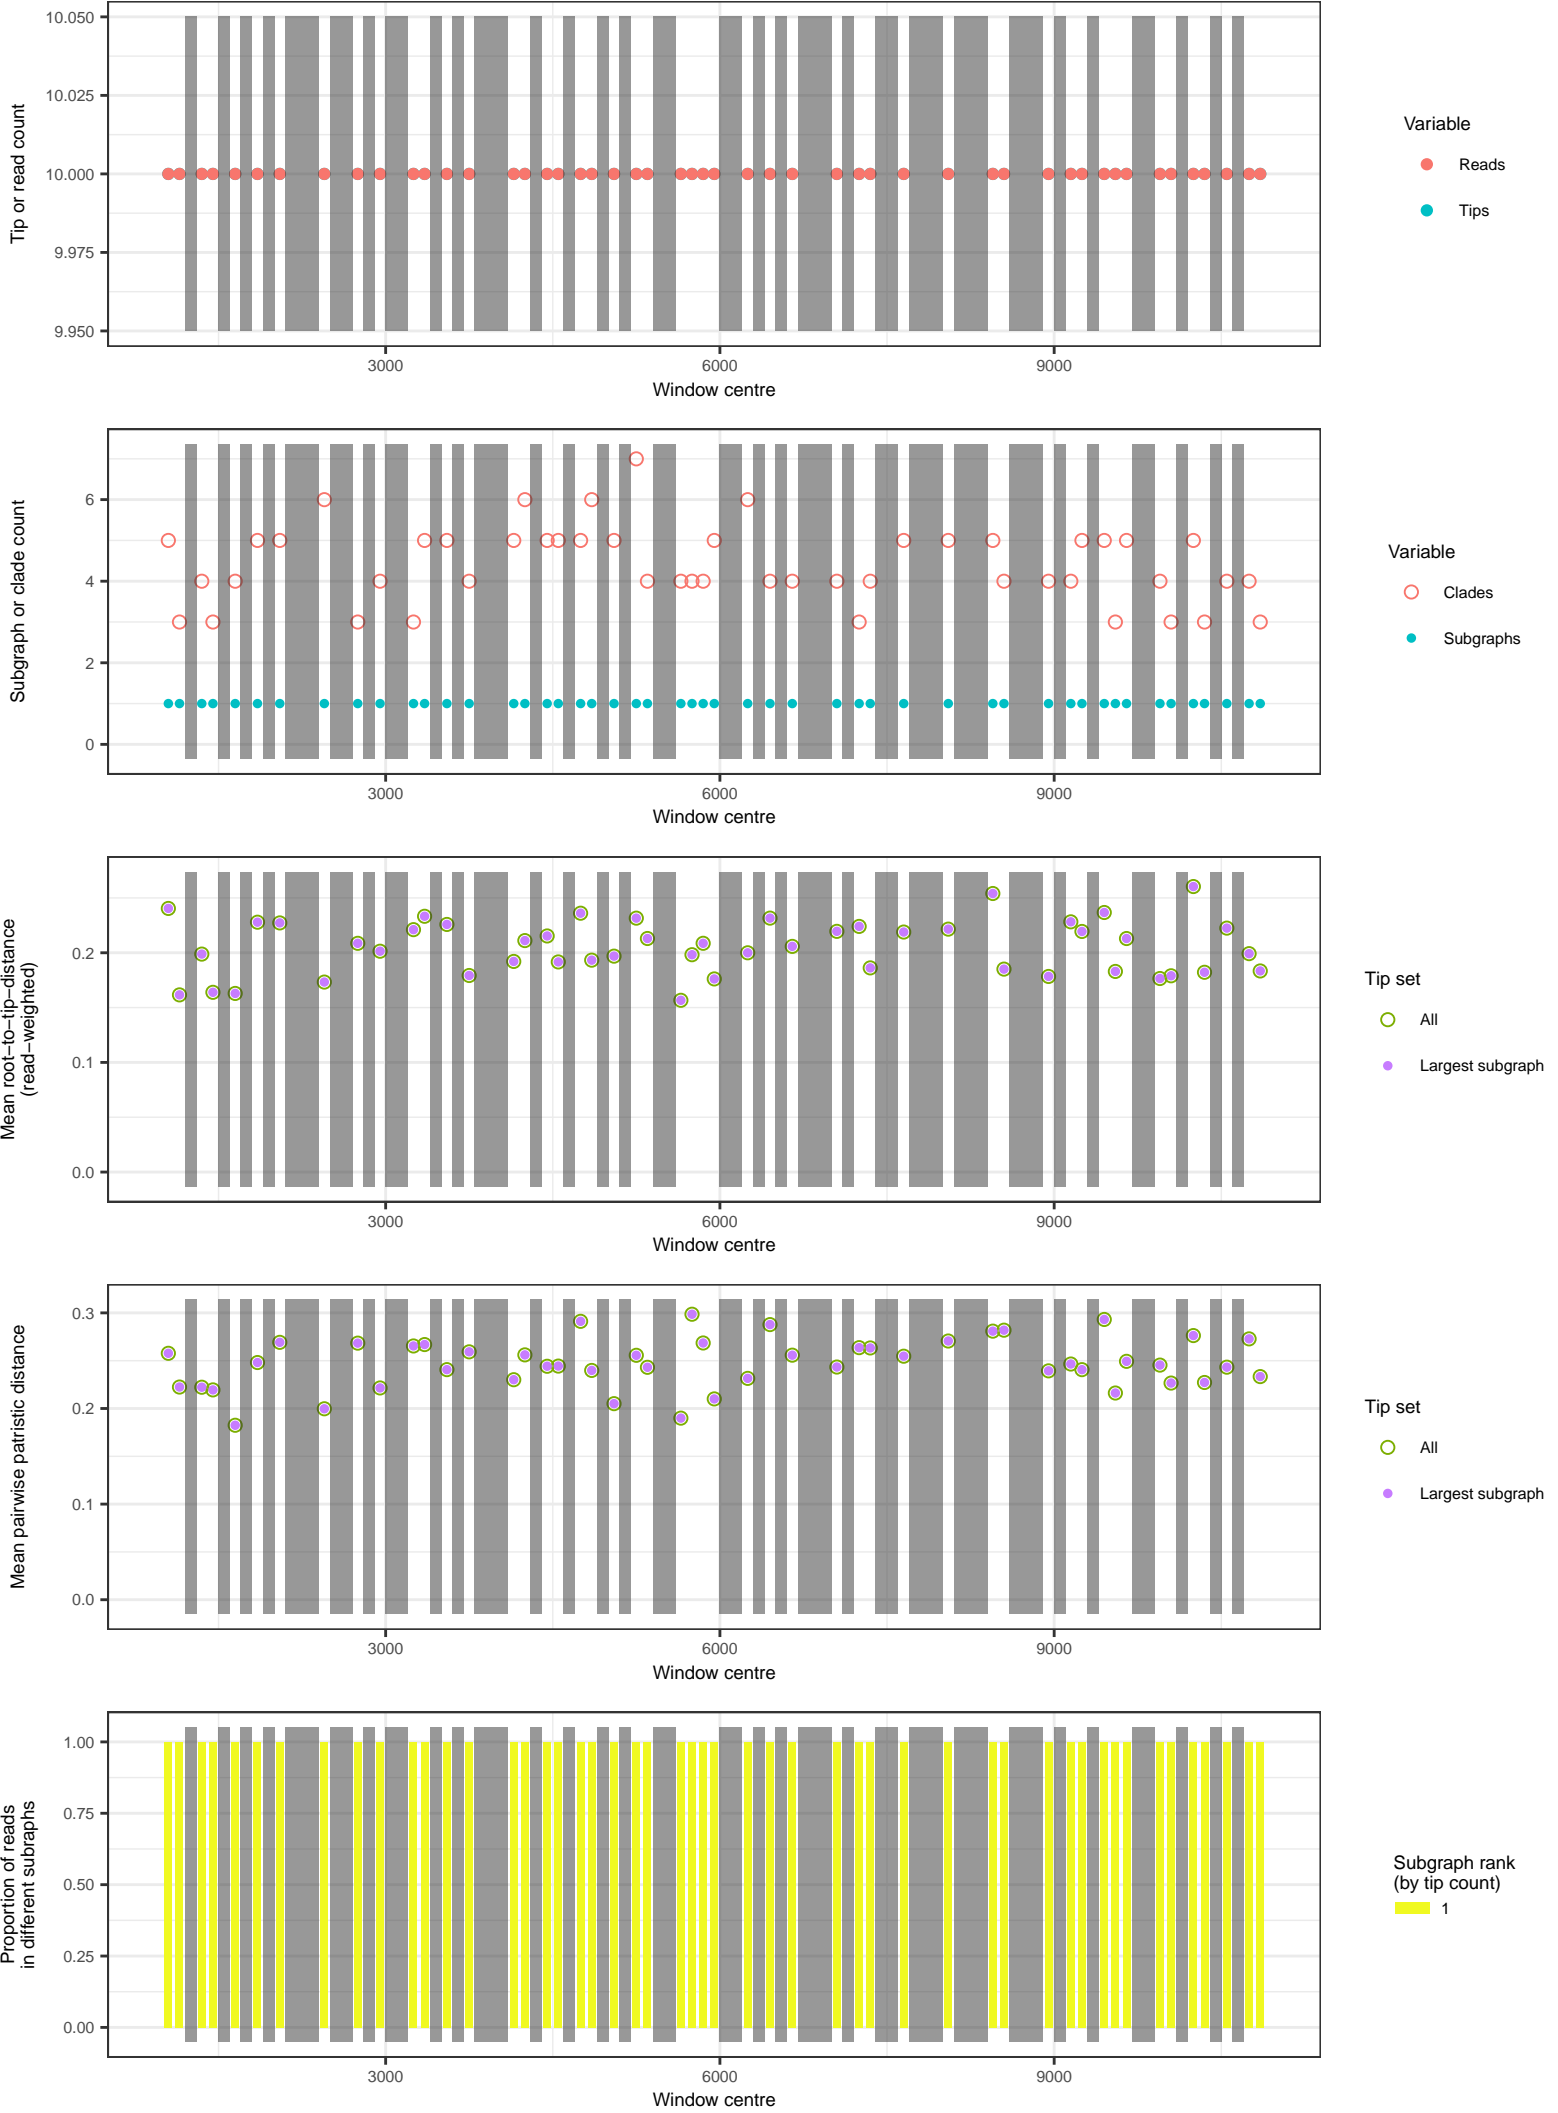 10.050
10.025
10.000
9.975
9.950
Tip or read count
3000
6000
9000
Window centre
Variable
Reads
Tips
6
4
2
0
Subgraph or clade count
3000
6000
9000
Window centre
Variable
Clades
Subgraphs
0.2
0.1
0.0
Mean root−to−tip−distance
(read−weighted)
3000
6000
9000
Window centre
Tip set
All
Largest subgraph
0.3
0.2
0.1
0.0
Mean pairwise patristic distance
3000
6000
9000
Window centre
Tip set
All
Largest subgraph
1.00
0.75
0.50
0.25
0.00
Proportion of reads
in different subraphs
3000
6000
9000
Window centre
Subgraph rank
(by tip count)
1